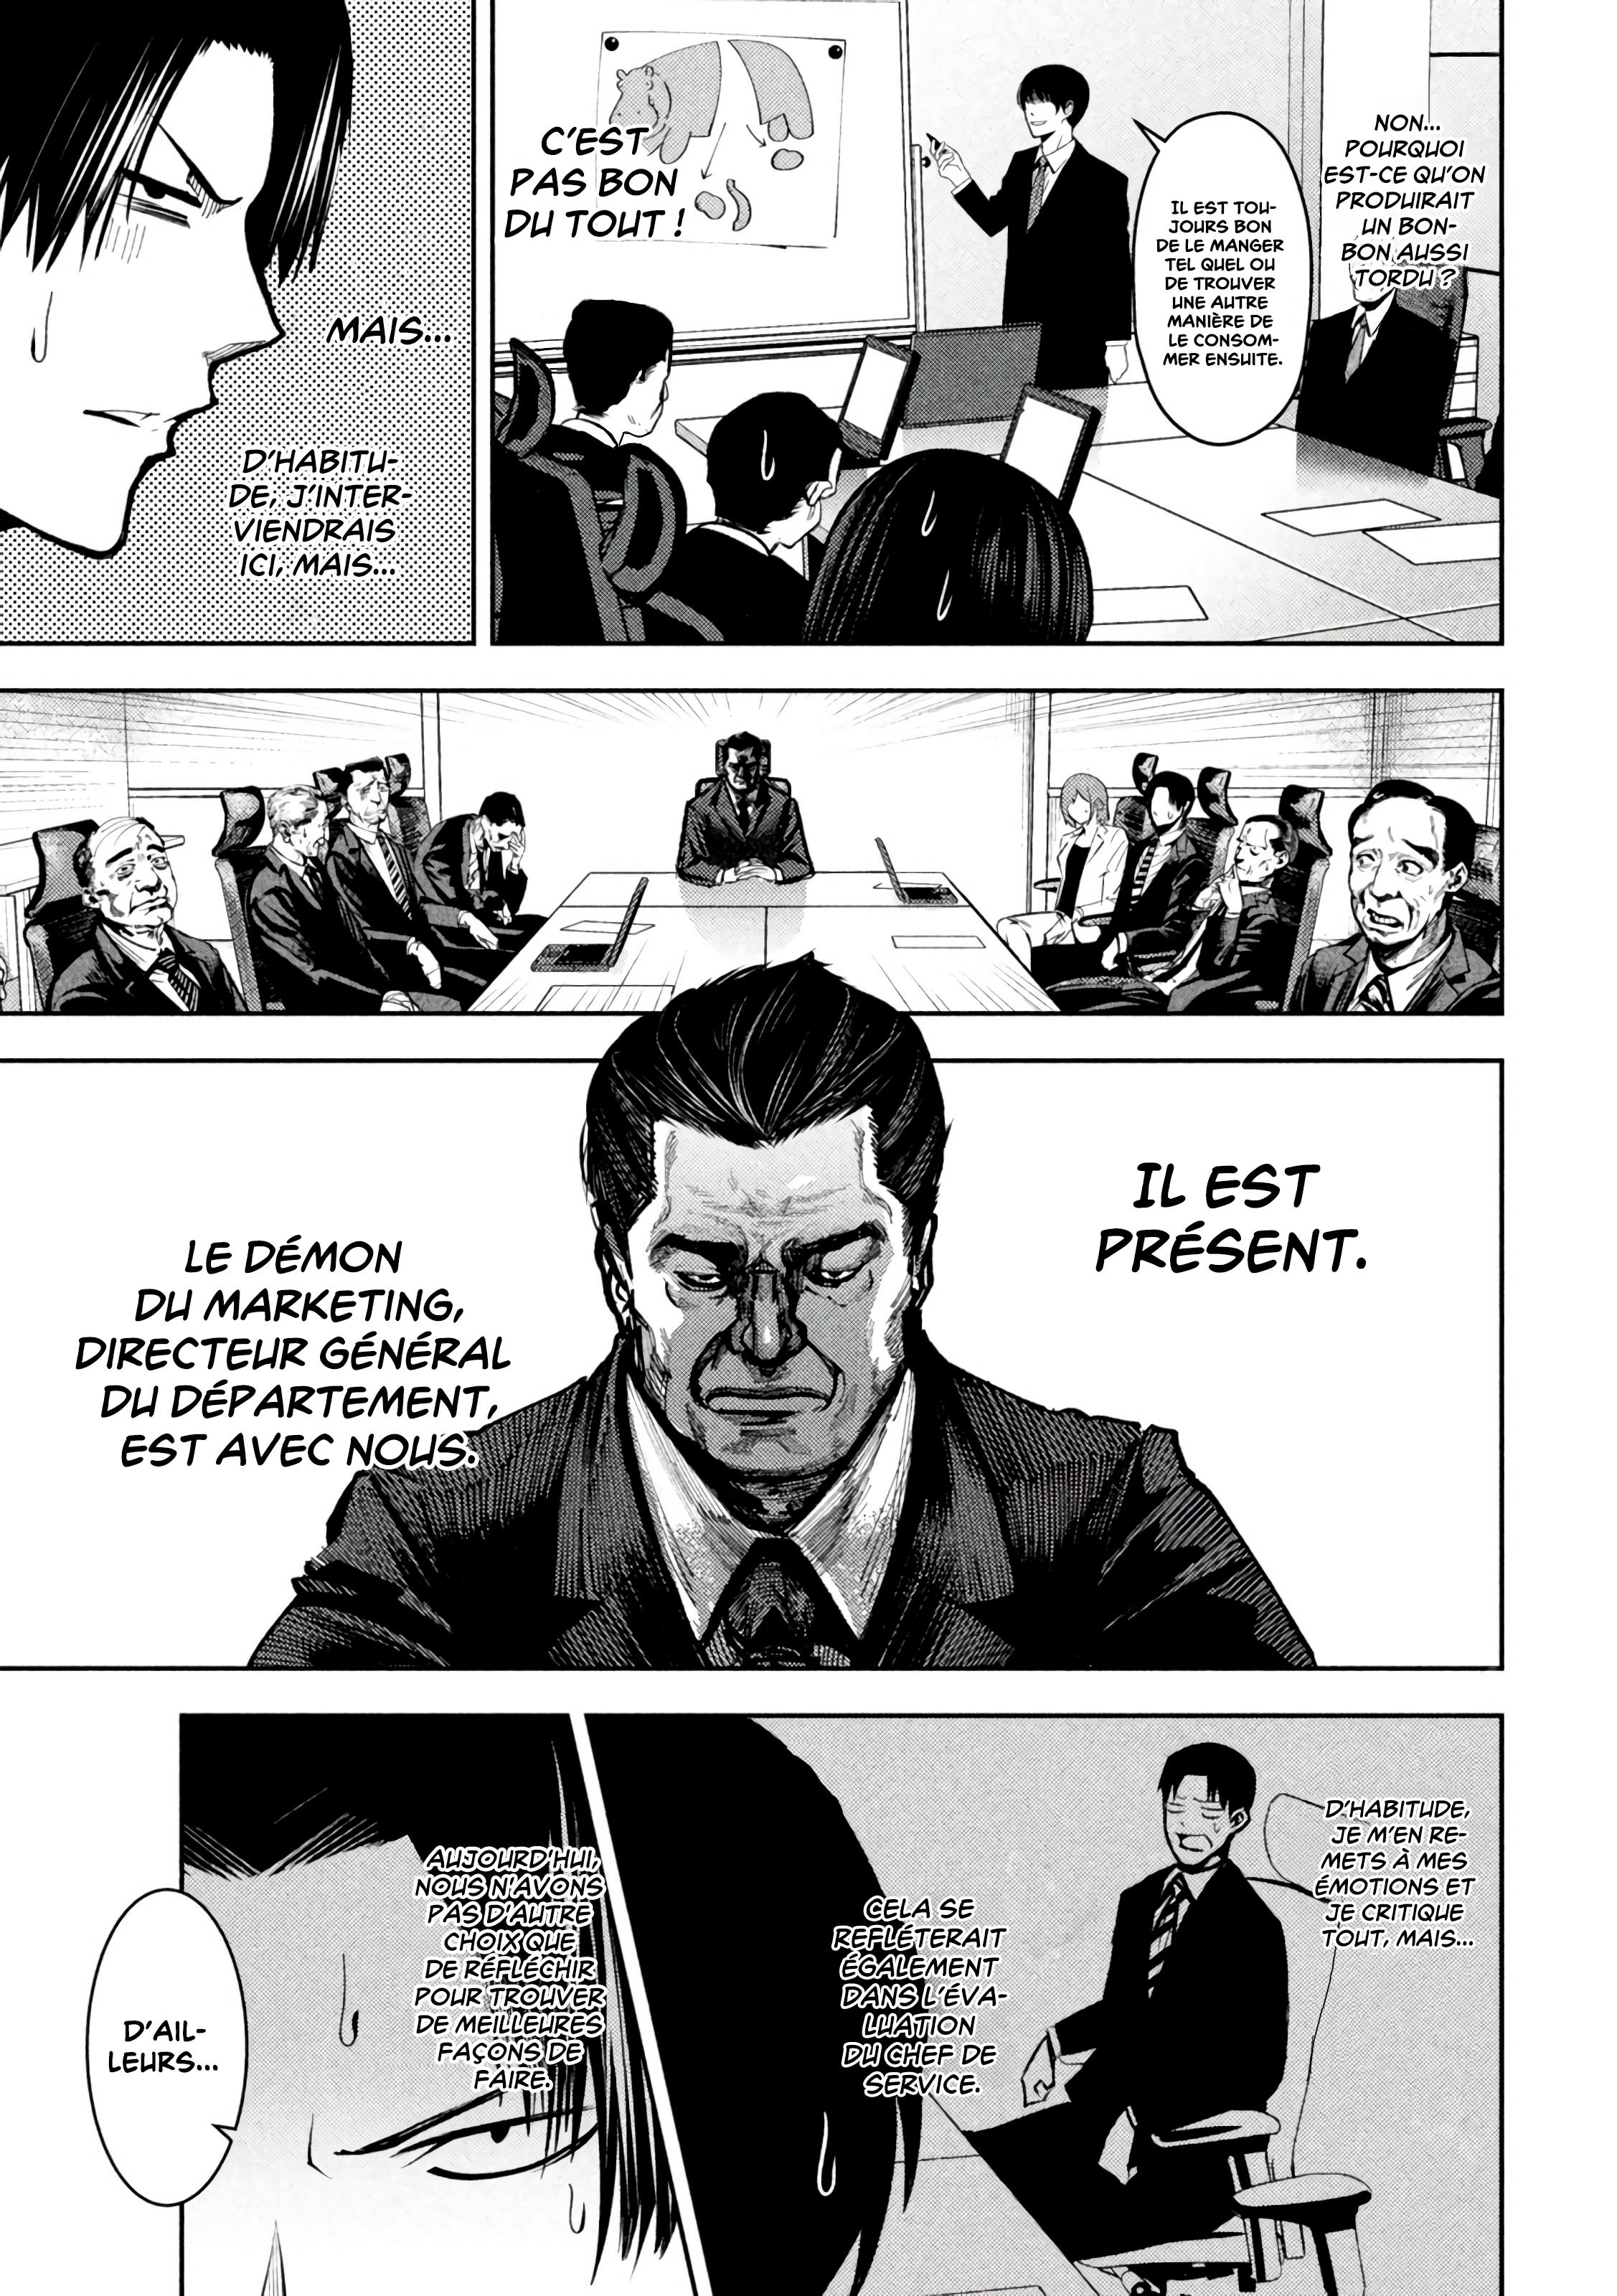 NON...
POURQUOI
EST-CE QU'ON
PRODUIRAIT
UN BON-
BON AUSSI
TORDU ?
IL EST TOU-
JOURS BON
DE LE MANGER
TEL QUEL OU
DE TROUVER
UNE AUTRE
MANIÈRE DE
LE CONSOM-
MER ENSUITE.
C'EST
PAS BON
DU TOUT !
MAIS...
D'HABITU-
DE, J'INTER-
VIENDRAIS
ICI, MAIS...
IL EST
PRÉSENT.
LE DÉMON
DU MARKETING,
DIRECTEUR GÉNÉRAL
DU DÉPARTEMENT,
EST AVEC NOUS.
D'HABITUDE,
JE M'EN RE-
METS À MES
ÉMOTIONS ET
JE CRITIQUE
TOUT, MAIS...
CELA SE
REFLÉTERAIT
ÉGALEMENT
DANS L'ÉVA-
LUATION
DU CHEF DE
SERVICE.
AUJOURD'HUI,
NOUS N'AVONS
PAS D'AUTRE
CHOIX QUE
DE RÉFLÉCHIR
POUR TROUVER
DE MEILLEURES
FAÇONS DE
FAIRE.
D'AIL-
LEURS...